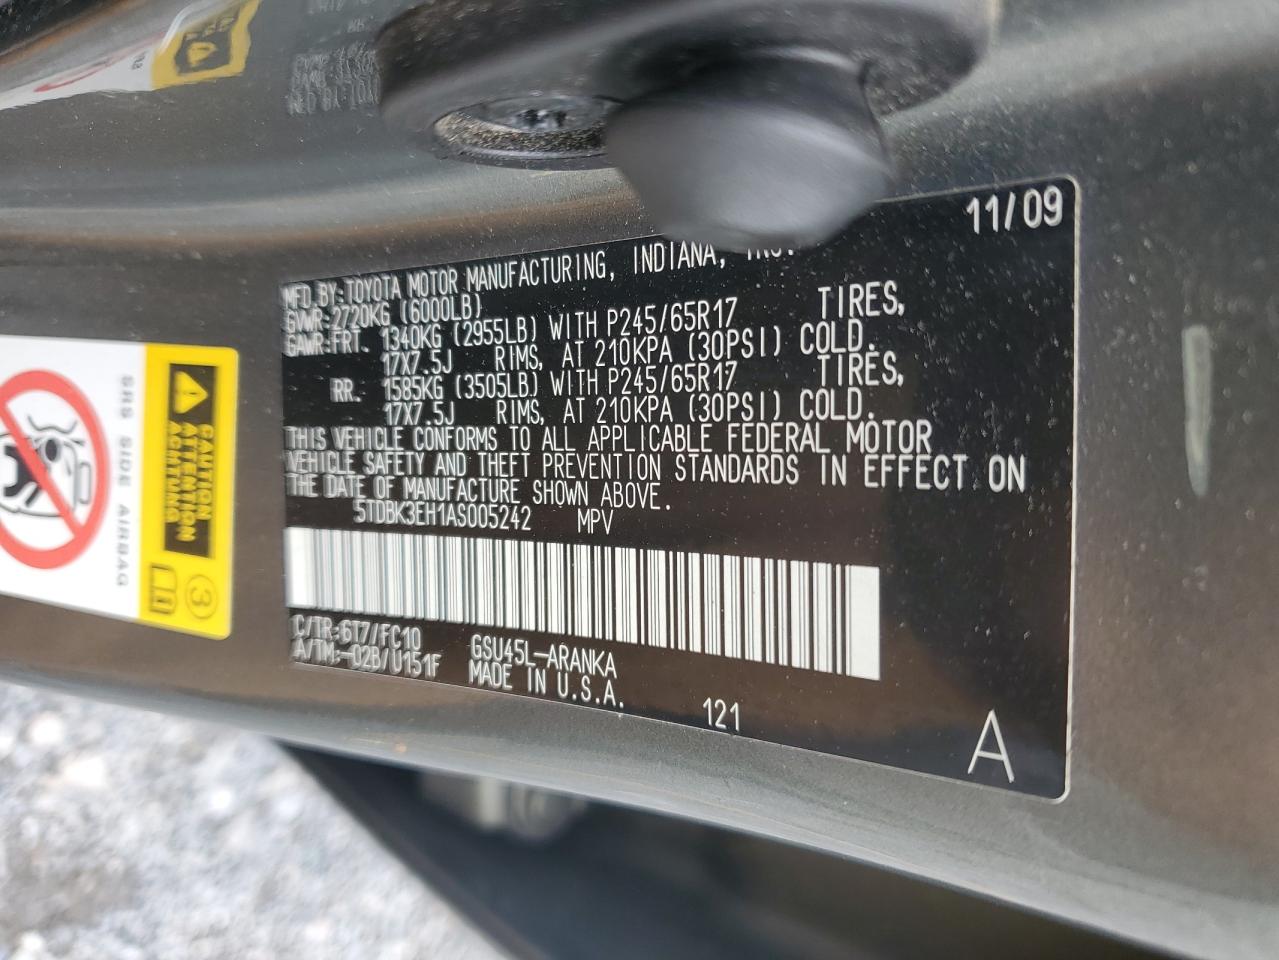 11/09
MFD.BY:TOYOTA MOTOR MANUFACTURING, INDIANA, INC.
GVWR:2720KG (6000LB)
GAWR:FRT. 1340KG (2955LB) WITH P245/65R17 TIRES,
17X7.5J RIMS, AT 210KPA (30PSI) COLD.
RR. 1585KG (3505LB) WITH P245/65R17 TIRES,
17X7.5J RIMS, AT 210KPA (30PSI) COLD.
THIS VEHICLE CONFORMS TO ALL APPLICABLE FEDERAL MOTOR
VEHICLE SAFETY AND THEFT PREVENTION STANDARDS IN EFFECT ON
THE DATE OF MANUFACTURE SHOWN ABOVE.
5TDBK3EH1AS005242 MPV
C/TR:6T7/FC10 GSU45L-ARANKA
A/TM:-02B/U151F MADE IN U.S.A.
121
A
CAUTION
ATTENTION
ACHTUNG
3
SRS SIDE AIRBAG